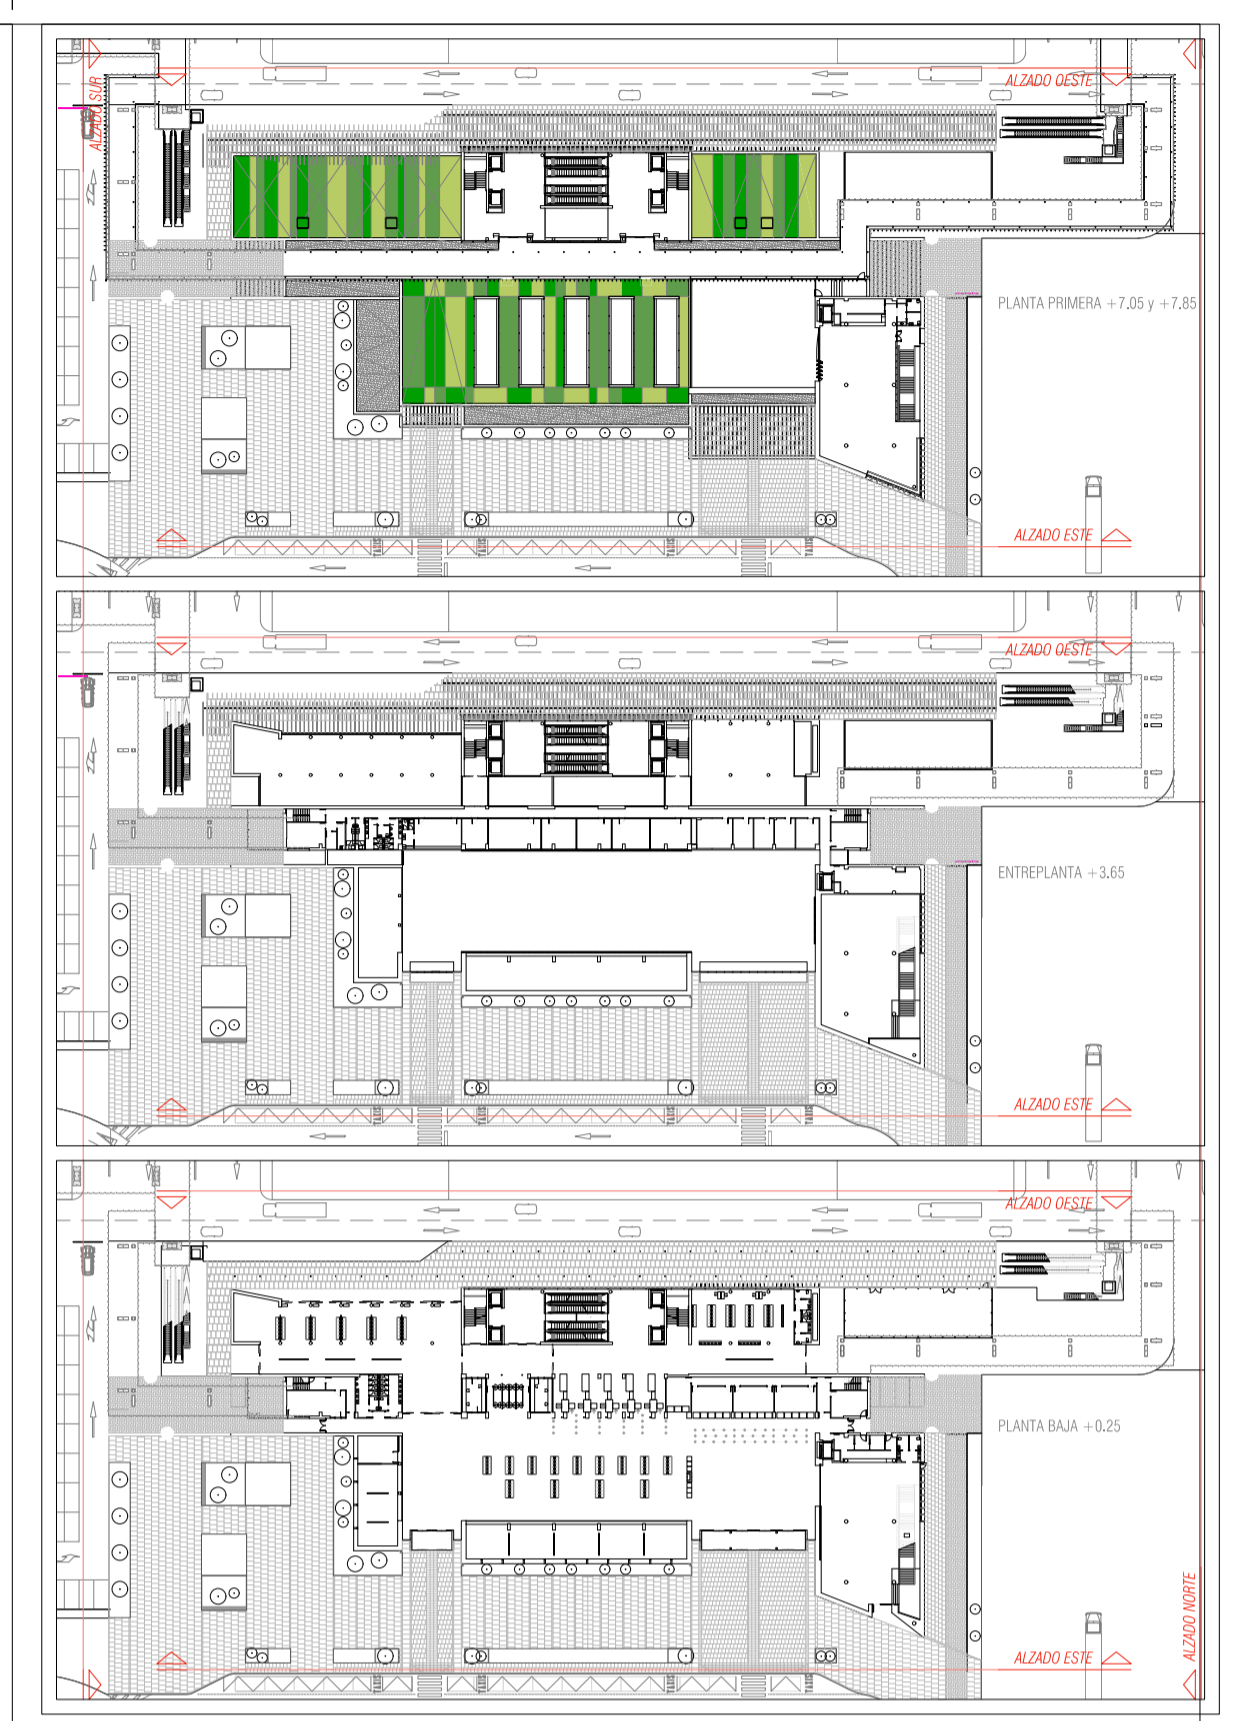 ALZADO SUR
ALZADO OESTE
PLANTA PRIMERA +7.05 y +7.85
ALZADO ESTE
ALZADO OESTE
ENTREPLANTA +3.65
ALZADO ESTE
ALZADO OESTE
PLANTA BAJA +0.25
ALZADO NORTE
ALZADO ESTE